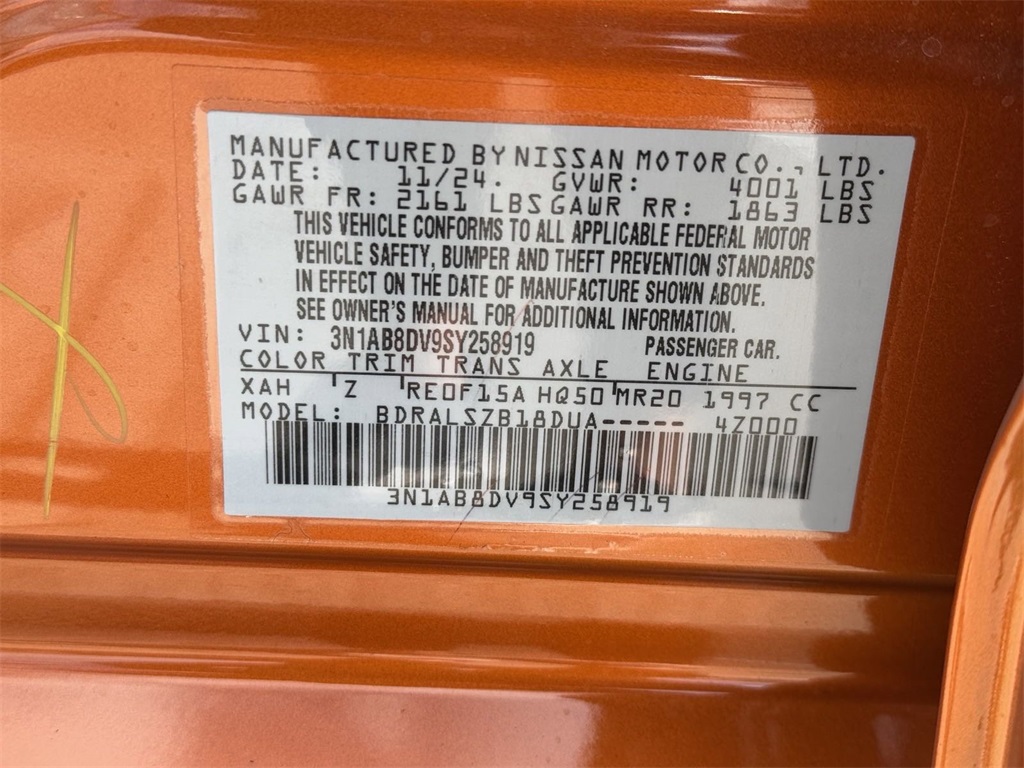 MANUFACTURED BY NISSAN MOTOR CO., LTD.
DATE: 11/24. GVWR: 4001 LBS
GAWR FR: 2161 LBS GAWR RR: 1863 LBS
THIS VEHICLE CONFORMS TO ALL APPLICABLE FEDERAL MOTOR
VEHICLE SAFETY, BUMPER AND THEFT PREVENTION STANDARDS
IN EFFECT ON THE DATE OF MANUFACTURE SHOWN ABOVE.
SEE OWNER'S MANUAL FOR ADDITIONAL INFORMATION.
VIN: 3N1AB8DV9SY258919 PASSENGER CAR.
COLOR TRIM TRANS AXLE ENGINE
XAH Z RE0F15A HQ50 MR20 1997 CC
MODEL: BDRALSZB18DUA----- 4Z000
3N1AB8DV9SY258919